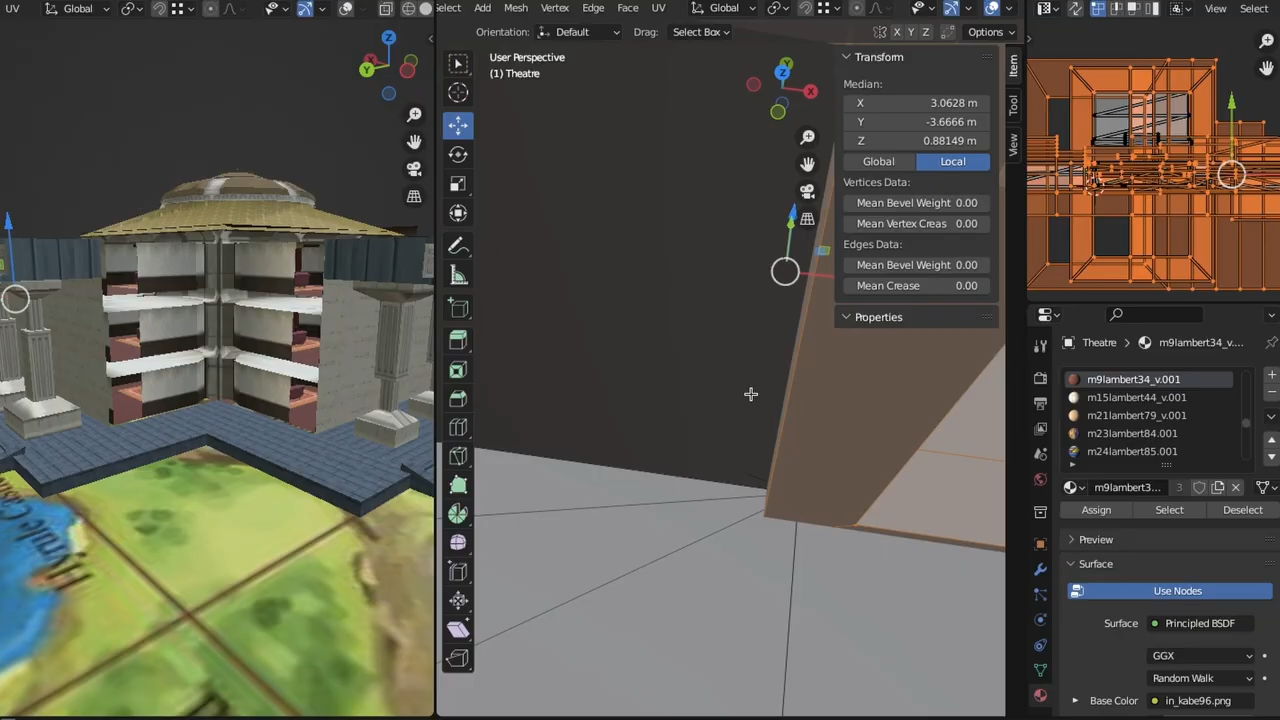 UV
Global
Select
Add
Mesh
Vertex
Edge
Face
UV
Global
View
Select
Orientation:
Default
Drag:
Select Box
X
Y
Z
Options
User Perspective
(1) Theatre
Transform
Median:
X 3.0628 m
Y -3.6666 m
Z 0.88149 m
Global
Local
Vertices Data:
Mean Bevel Weight 0.00
Mean Vertex Creas 0.00
Edges Data:
Mean Bevel Weight 0.00
Mean Crease 0.00
Properties
Item
Tool
View
Theatre
m9lambert34_v....
m9lambert34_v.001
m15lambert44_v.001
m21lambert79_v.001
m23lambert84.001
m24lambert85.001
m9lambert3...
3
Assign
Select
Deselect
Preview
Surface
Use Nodes
Surface
Principled BSDF
GGX
Random Walk
Base Color
in_kabe96.png